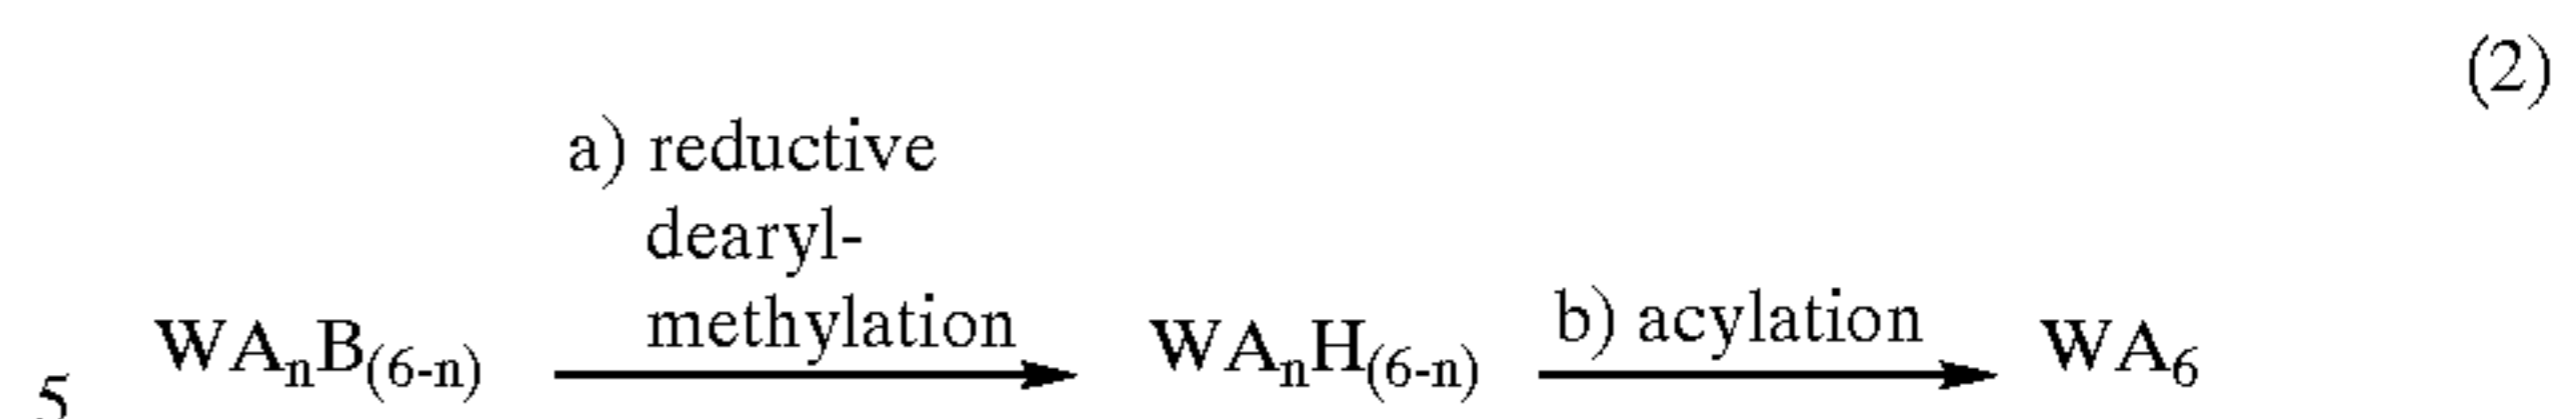 (2)
a) reductive
dearyl-
methylation
WAₙB₍₆₋ₙ₎ WAₙH₍₆₋ₙ₎ b) acylation WA₆
5